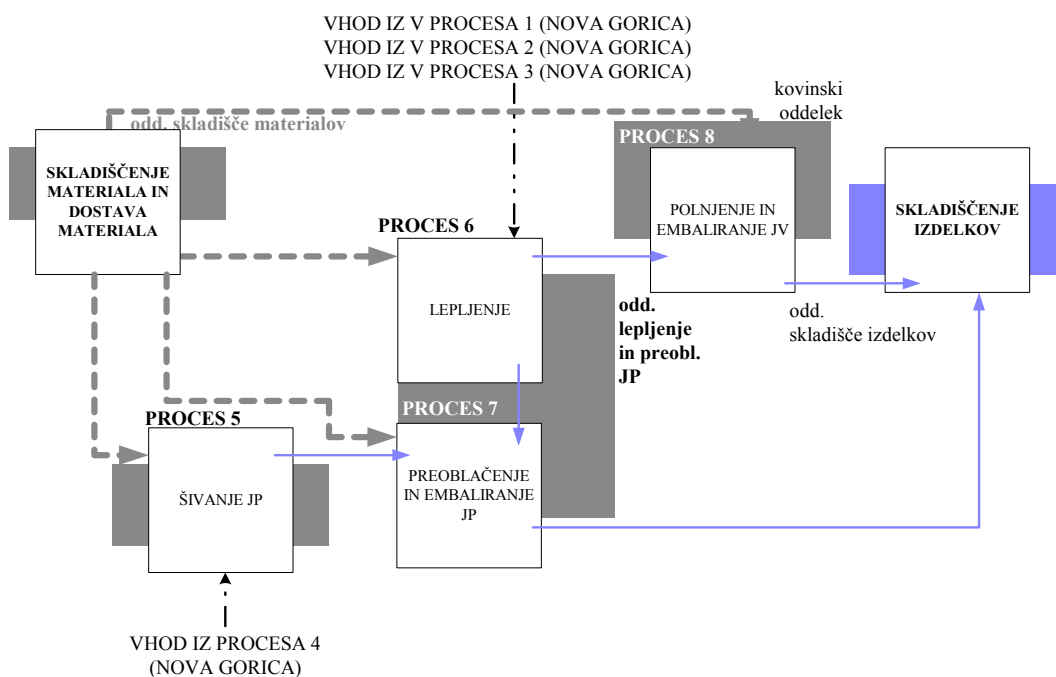 VHOD IZ V PROCESA 1 (NOVA GORICA)
VHOD IZ V PROCESA 2 (NOVA GORICA)
VHOD IZ V PROCESA 3 (NOVA GORICA)
kovinski
oddelek
odd. skladišče materialov
PROCES 8
SKLADIŠČENJE
MATERIALA IN
DOSTAVA
MATERIALA
POLNJENJE IN
EMBALIRANJE JV
SKLADIŠČENJE
IZDELKOV
PROCES 6
LEPLJENJE
odd.
lepljenje
in preobl.
JP
odd.
skladišče izdelkov
PROCES 7
PROCES 5
PREOBLAČENJE
IN EMBALIRANJE
JP
ŠIVANJE JP
VHOD IZ PROCESA 4
(NOVA GORICA)